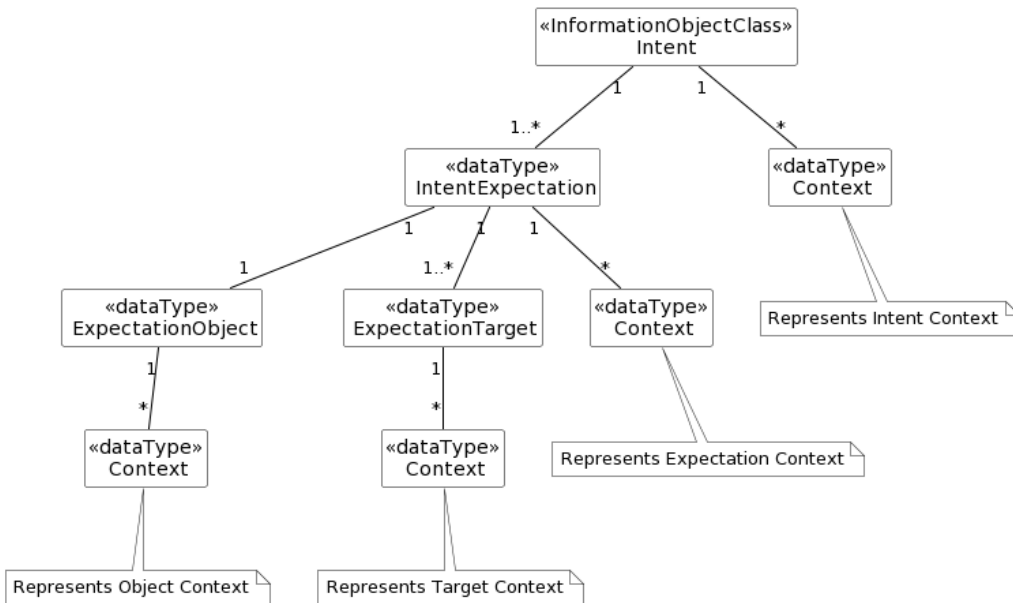 «InformationObjectClass»
Intent
1
1
1..*
*
«dataType»
IntentExpectation
«dataType»
Context
1
1
1
1
1..*
*
«dataType»
ExpectationObject
«dataType»
ExpectationTarget
«dataType»
Context
Represents Intent Context
1
1
*
*
«dataType»
Context
«dataType»
Context
Represents Expectation Context
Represents Object Context
Represents Target Context